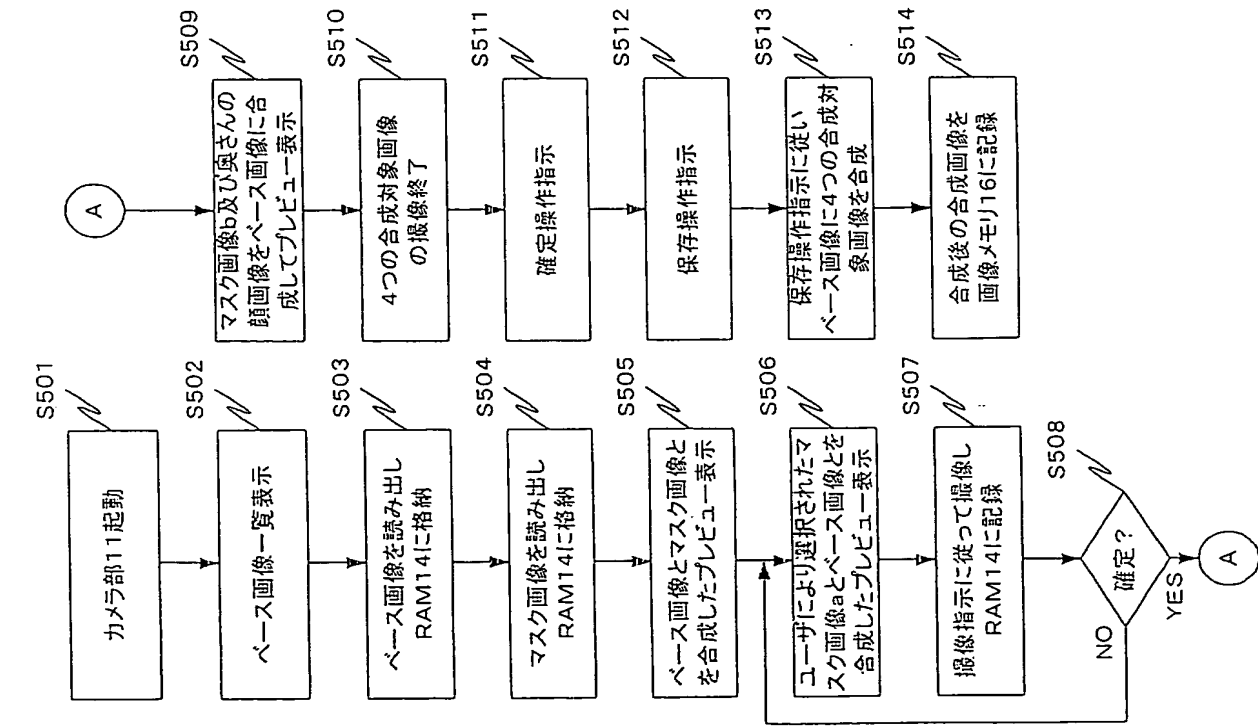 S501
カメラ部11起動
S502
ベース画像一覧表示
S503
ベース画像を読み出し
RAM14に格納
S504
マスク画像を読み出し
RAM14に格納
S505
ベース画像とマスク画像と
を合成したプレビュー表示
S506
ユーザにより選択されたマ
スク画像aとベース画像とを
合成したプレビュー表示
S507
撮像指示に従って撮像し
RAM14に記録
S508
確定?
NO
YES
A
A
S509
マスク画像b及び奥さんの
顔画像をベース画像に合
成してプレビュー表示
S510
4つの合成対象画像
の撮像終了
S511
確定操作指示
S512
保存操作指示
S513
保存操作指示に従い
ベース画像に4つの合成対
象画像を合成
S514
合成後の合成画像を
画像メモリ16に記録